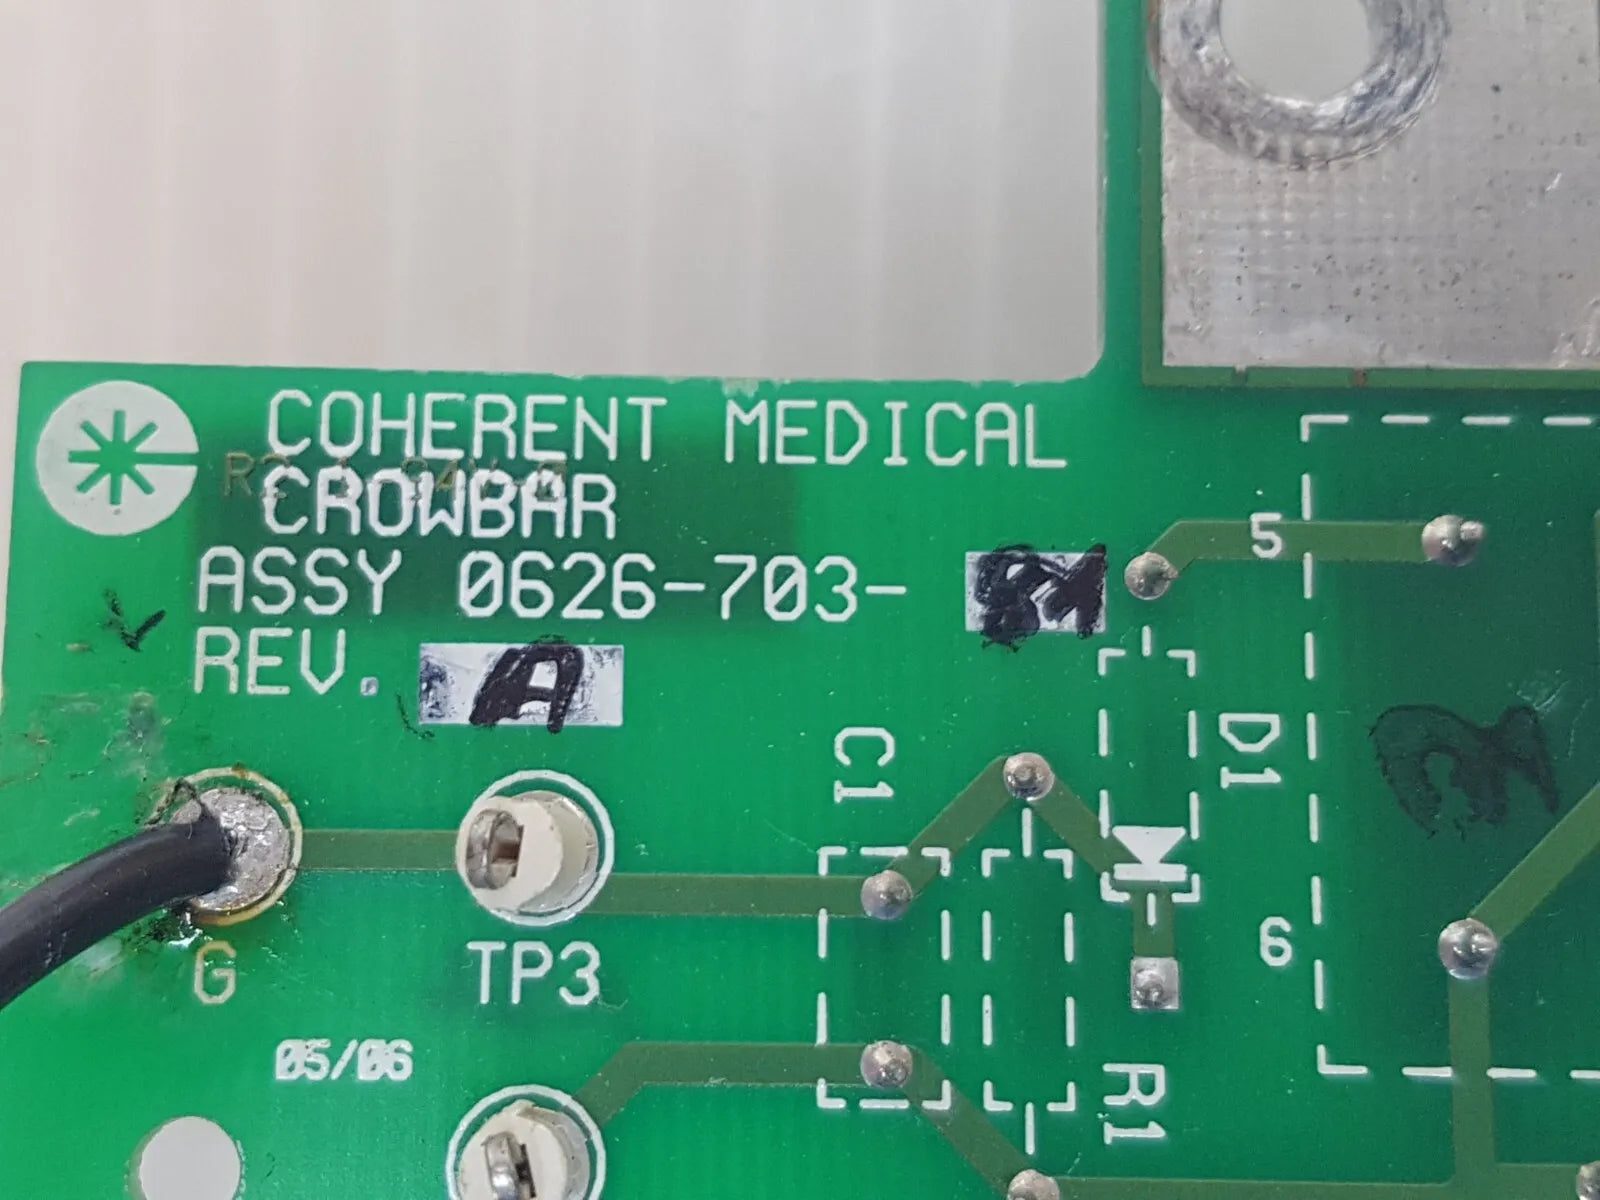 COHERENT MEDICAL
CROWBAR
ASSY 0626-703-
REV. A
5
C1
D1
G
TP3
6
05/06
R1